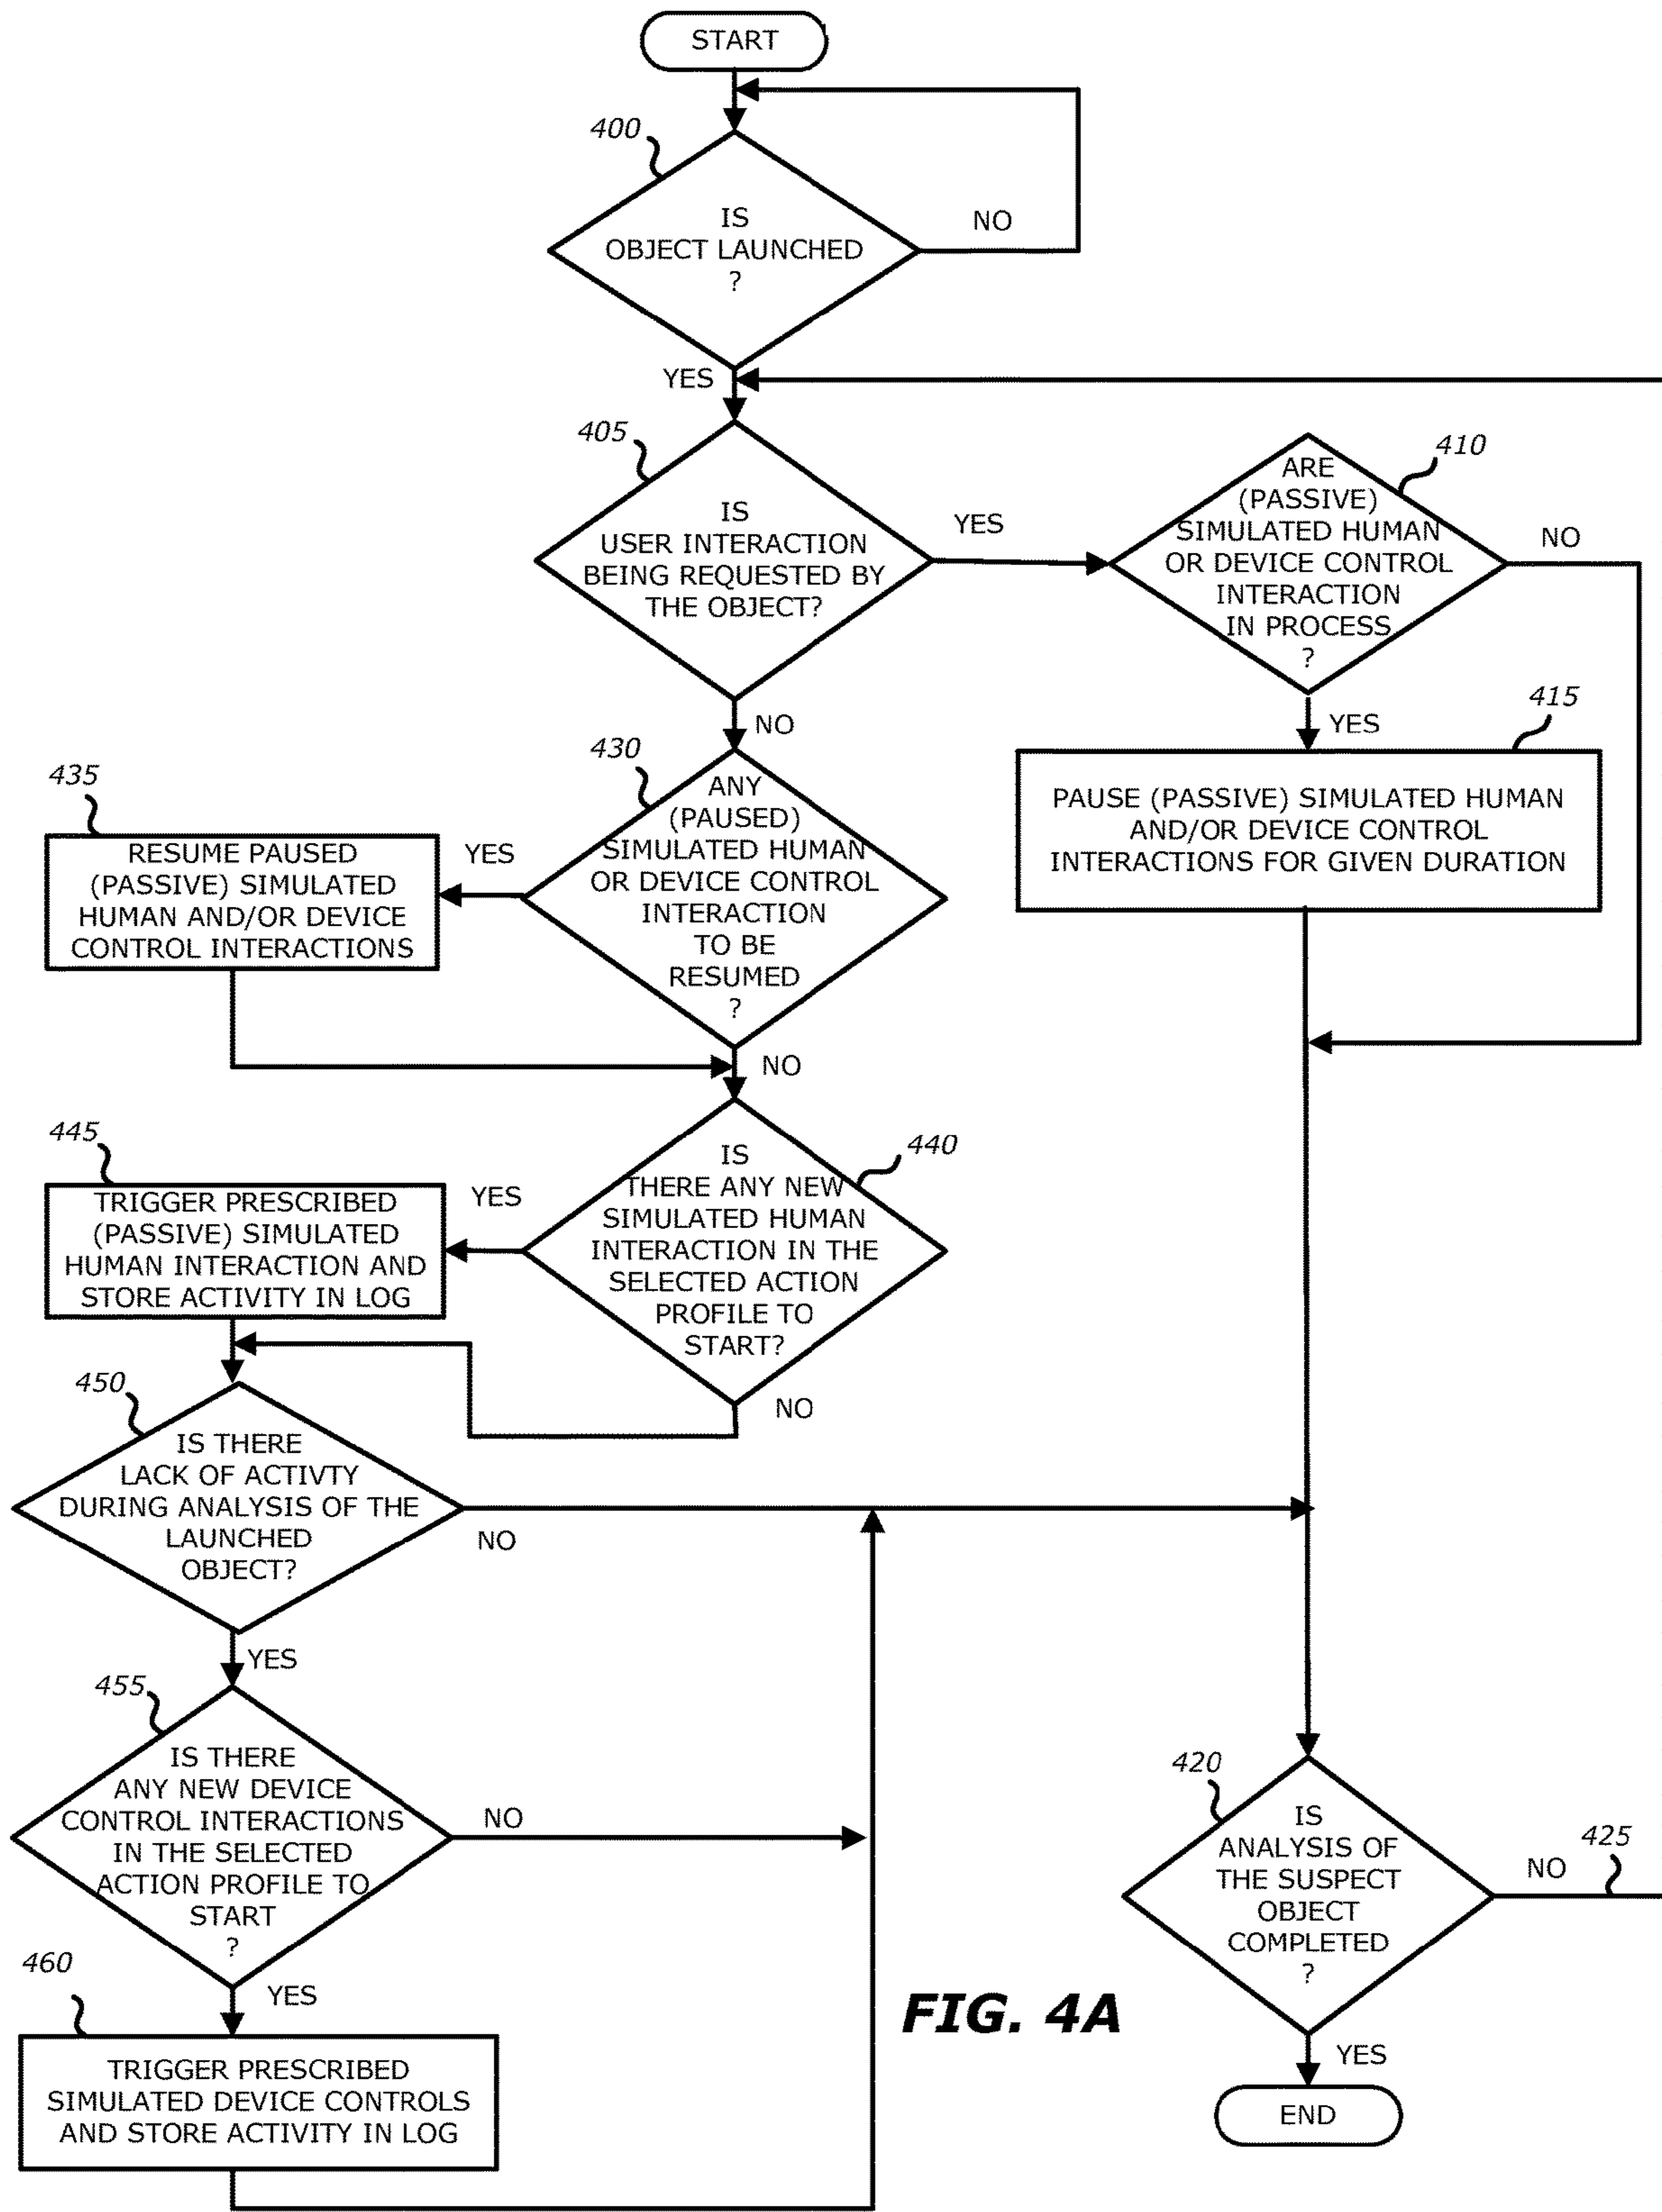 START
400
IS
OBJECT LAUNCHED
?
NO
YES
405
IS
USER INTERACTION
BEING REQUESTED BY
THE OBJECT?
YES
410
ARE
(PASSIVE)
SIMULATED HUMAN
OR DEVICE CONTROL
INTERACTION
IN PROCESS
?
NO
YES
415
PAUSE (PASSIVE) SIMULATED HUMAN
AND/OR DEVICE CONTROL
INTERACTIONS FOR GIVEN DURATION
NO
430
ANY
(PAUSED)
SIMULATED HUMAN
OR DEVICE CONTROL
INTERACTION
TO BE
RESUMED
?
YES
435
RESUME PAUSED
(PASSIVE) SIMULATED
HUMAN AND/OR DEVICE
CONTROL INTERACTIONS
NO
440
IS
THERE ANY NEW
SIMULATED HUMAN
INTERACTION IN THE
SELECTED ACTION
PROFILE TO
START?
YES
445
TRIGGER PRESCRIBED
(PASSIVE) SIMULATED
HUMAN INTERACTION AND
STORE ACTIVITY IN LOG
NO
450
IS THERE
LACK OF ACTIVTY
DURING ANALYSIS OF THE
LAUNCHED
OBJECT?
NO
YES
455
IS THERE
ANY NEW DEVICE
CONTROL INTERACTIONS
IN THE SELECTED
ACTION PROFILE TO
START
?
NO
YES
460
TRIGGER PRESCRIBED
SIMULATED DEVICE CONTROLS
AND STORE ACTIVITY IN LOG
420
IS
ANALYSIS OF
THE SUSPECT
OBJECT
COMPLETED
?
NO
425
YES
END
FIG. 4A